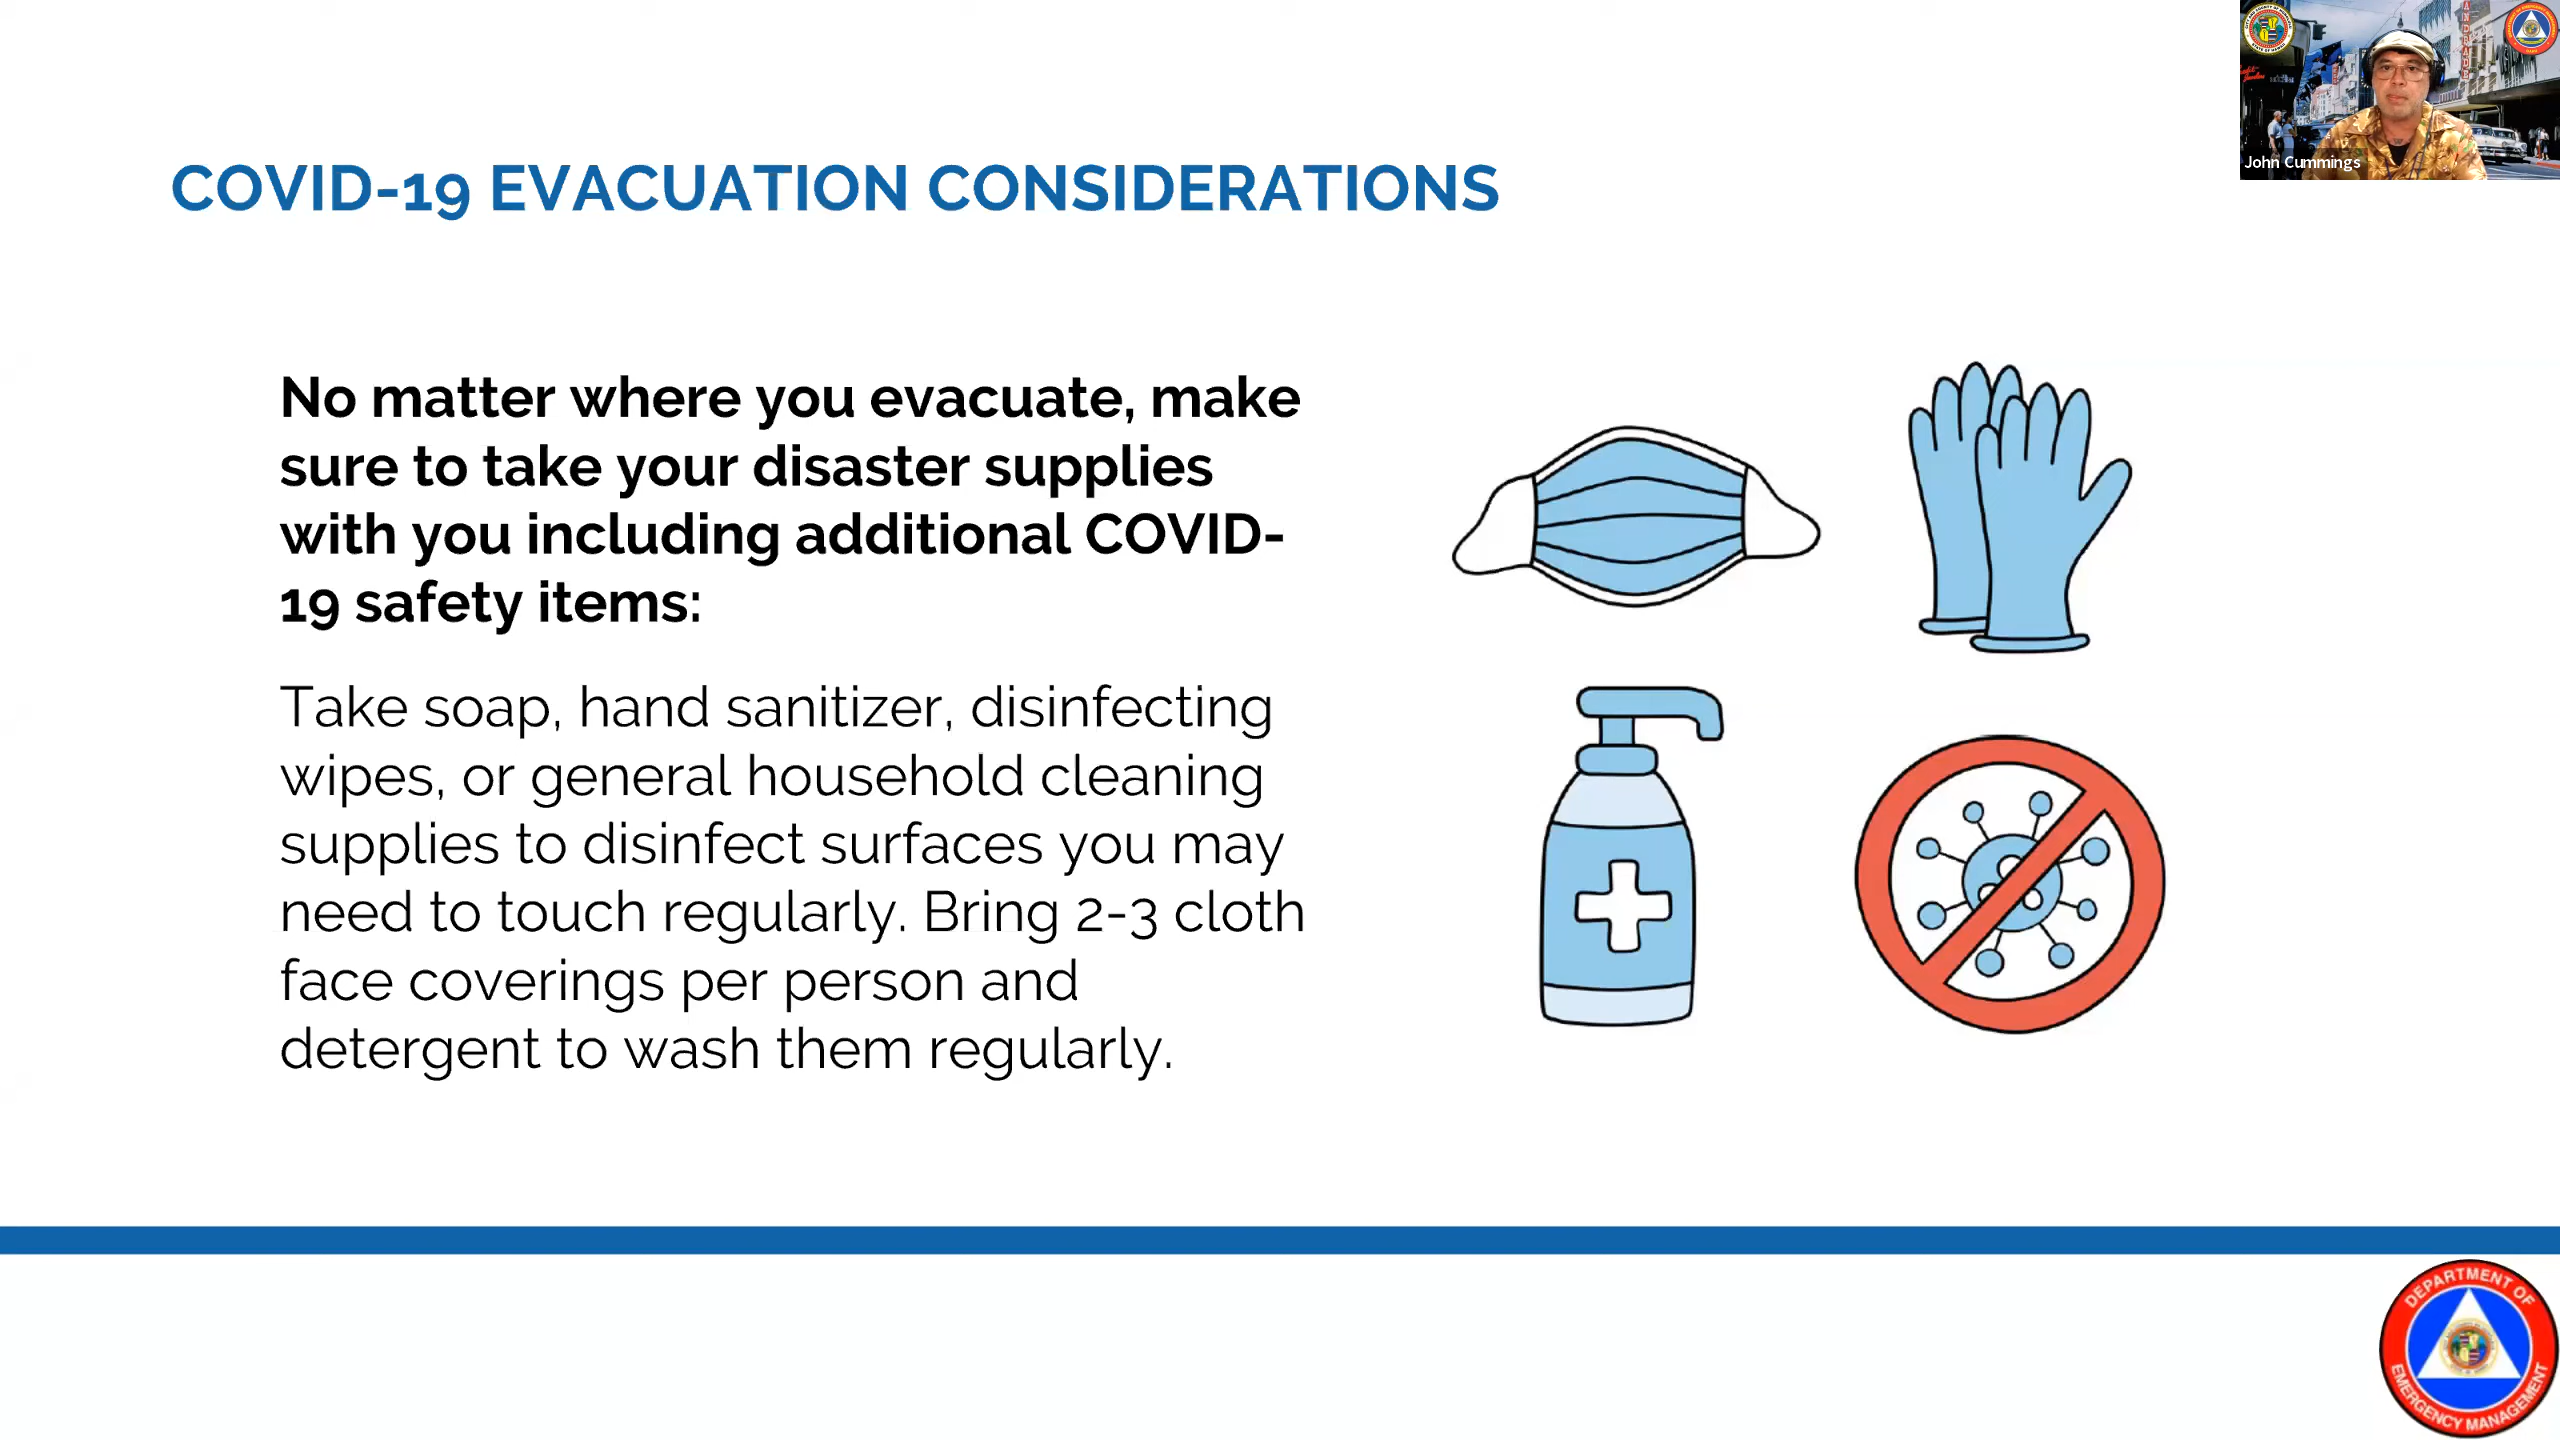 COVID-19 EVACUATION CONSIDERATIONS
No matter where you evacuate, make
sure to take your disaster supplies
with you including additional COVID-
19 safety items:
Take soap, hand sanitizer, disinfecting
wipes, or general household cleaning
supplies to disinfect surfaces you may
need to touch regularly. Bring 2-3 cloth
face coverings per person and
detergent to wash them regularly.
John Cummings
DEPARTMENT OF
EMERGENCY MANAGEMENT